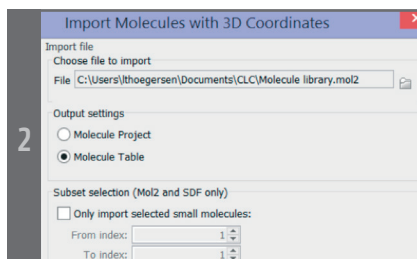 Import Molecules with 3D Coordinates
Import file
Choose file to import
File C:\Users\lthoegersen\Documents\CLC\Molecule library.mol2
2
Output settings
Molecule Project
Molecule Table
Subset selection (Mol2 and SDF only)
Only import selected small molecules:
From index: 1
To index: 1